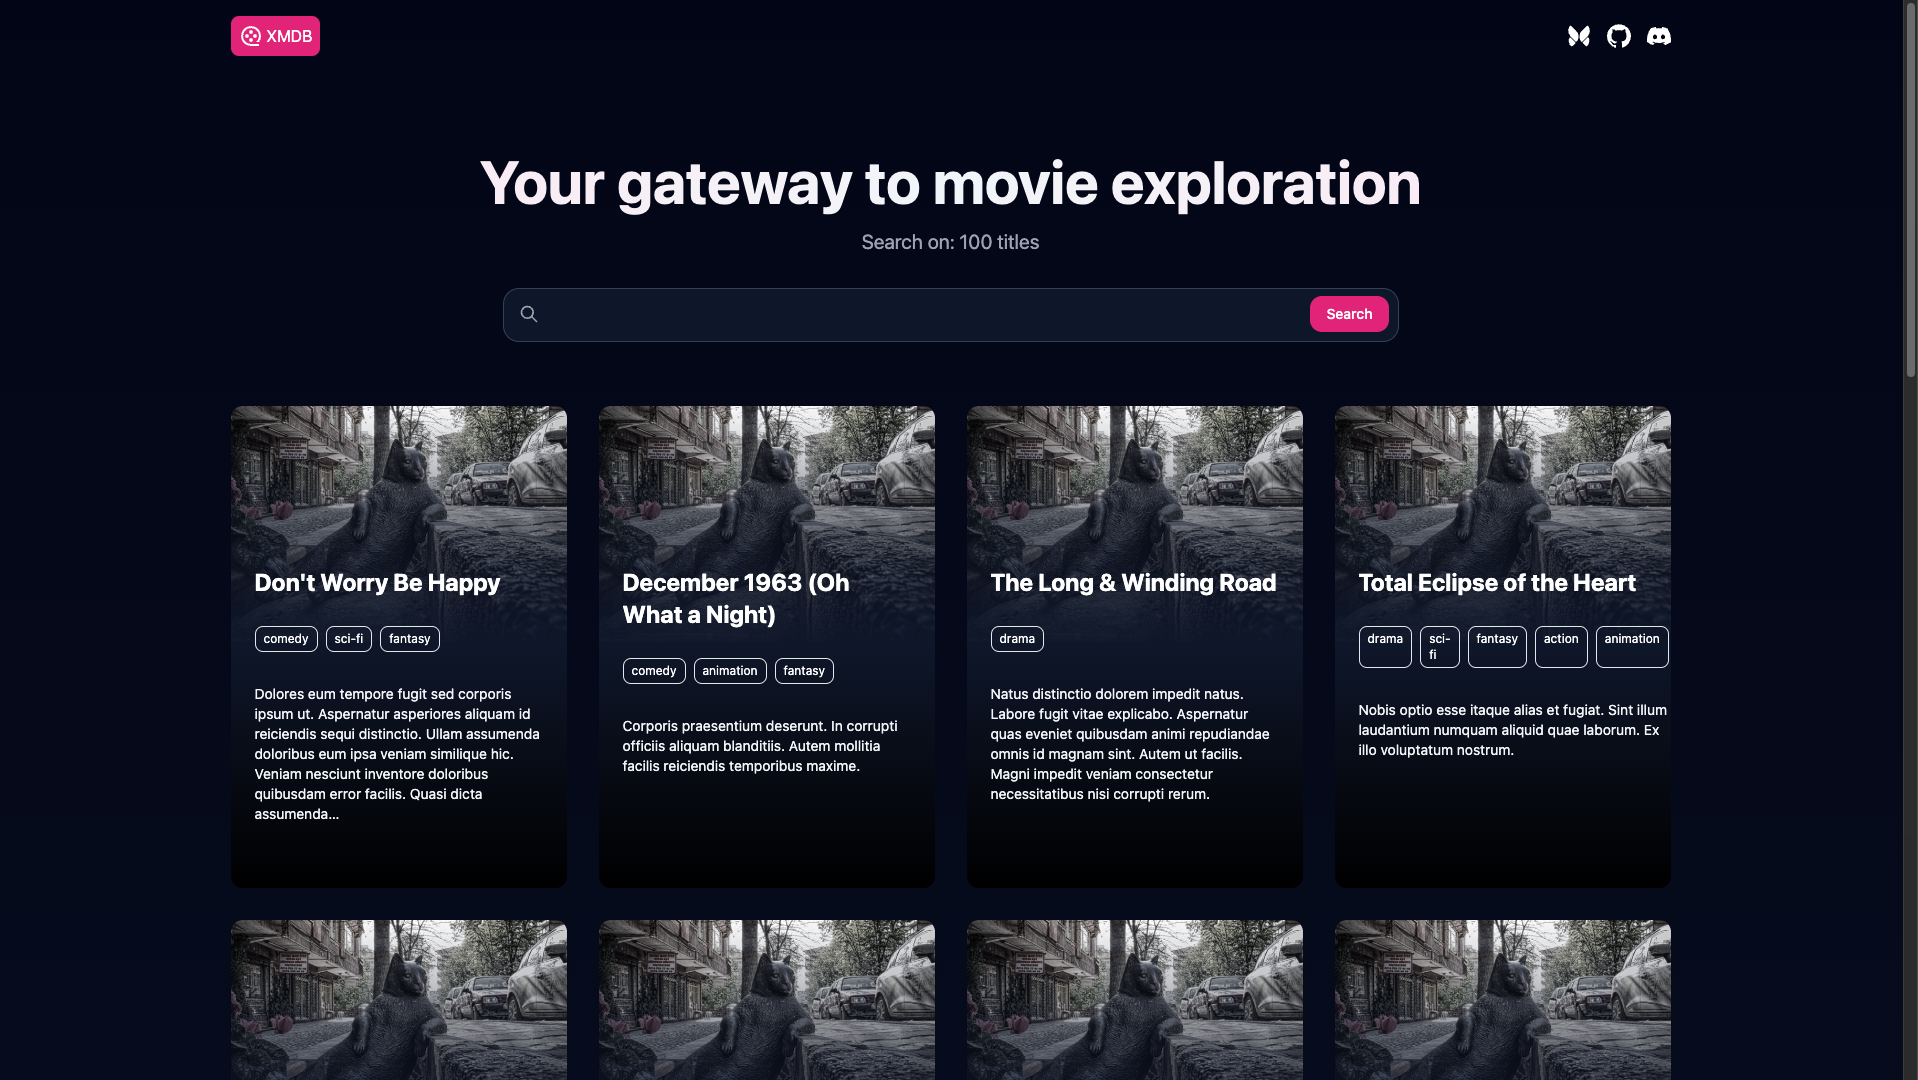 XMDB
Your gateway to movie exploration
Search on: 100 titles
Search
Don't Worry Be Happy
comedy sci-fi fantasy
Dolores eum tempore fugit sed corporis
ipsum ut. Aspernatur asperiores aliquam id
reiciendis sequi distinctio. Ullam assumenda
doloribus eum ipsa veniam similique hic.
Veniam nesciunt inventore doloribus
quibusdam error facilis. Quasi dicta
assumenda...
December 1963 (Oh
What a Night)
comedy animation fantasy
Corporis praesentium deserunt. In corrupti
officiis aliquam blanditiis. Autem mollitia
facilis reiciendis temporibus maxime.
The Long & Winding Road
drama
Natus distinctio dolorem impedit natus.
Labore fugit vitae explicabo. Aspernatur
quas eveniet quibusdam animi repudiandae
omnis id magnam sint. Autem ut facilis.
Magni impedit veniam consectetur
necessitatibus nisi corrupti rerum.
Total Eclipse of the Heart
drama sci-
fi fantasy action animation
Nobis optio esse itaque alias et fugiat. Sint illum
laudantium numquam aliquid quae laborum. Ex
illo voluptatum nostrum.